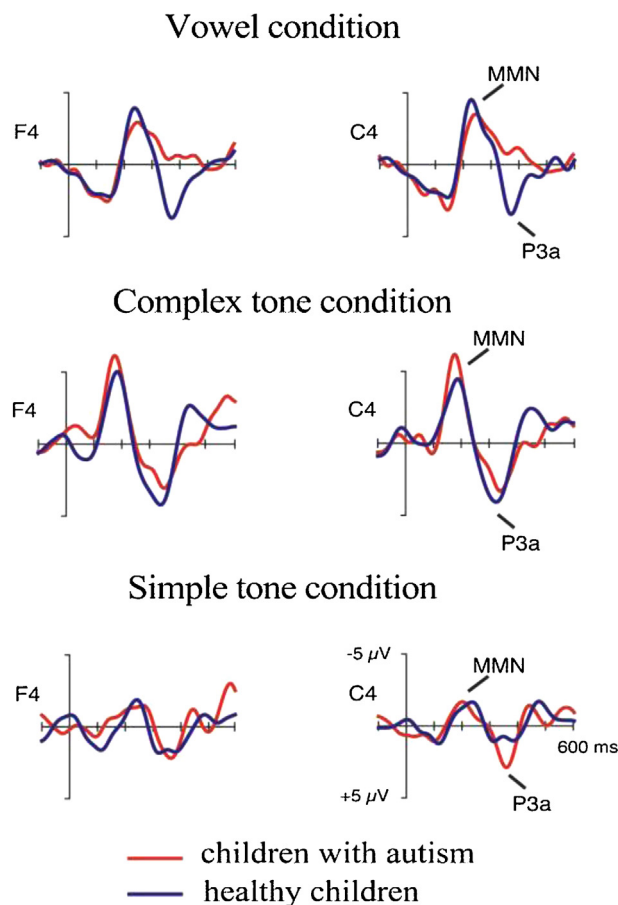 Vowel condition
MMN
F4
C4
P3a
Complex tone condition
MMN
F4
C4
P3a
Simple tone condition
-5 µV
MMN
F4
C4
600 ms
+5 µV
P3a
children with autism
healthy children